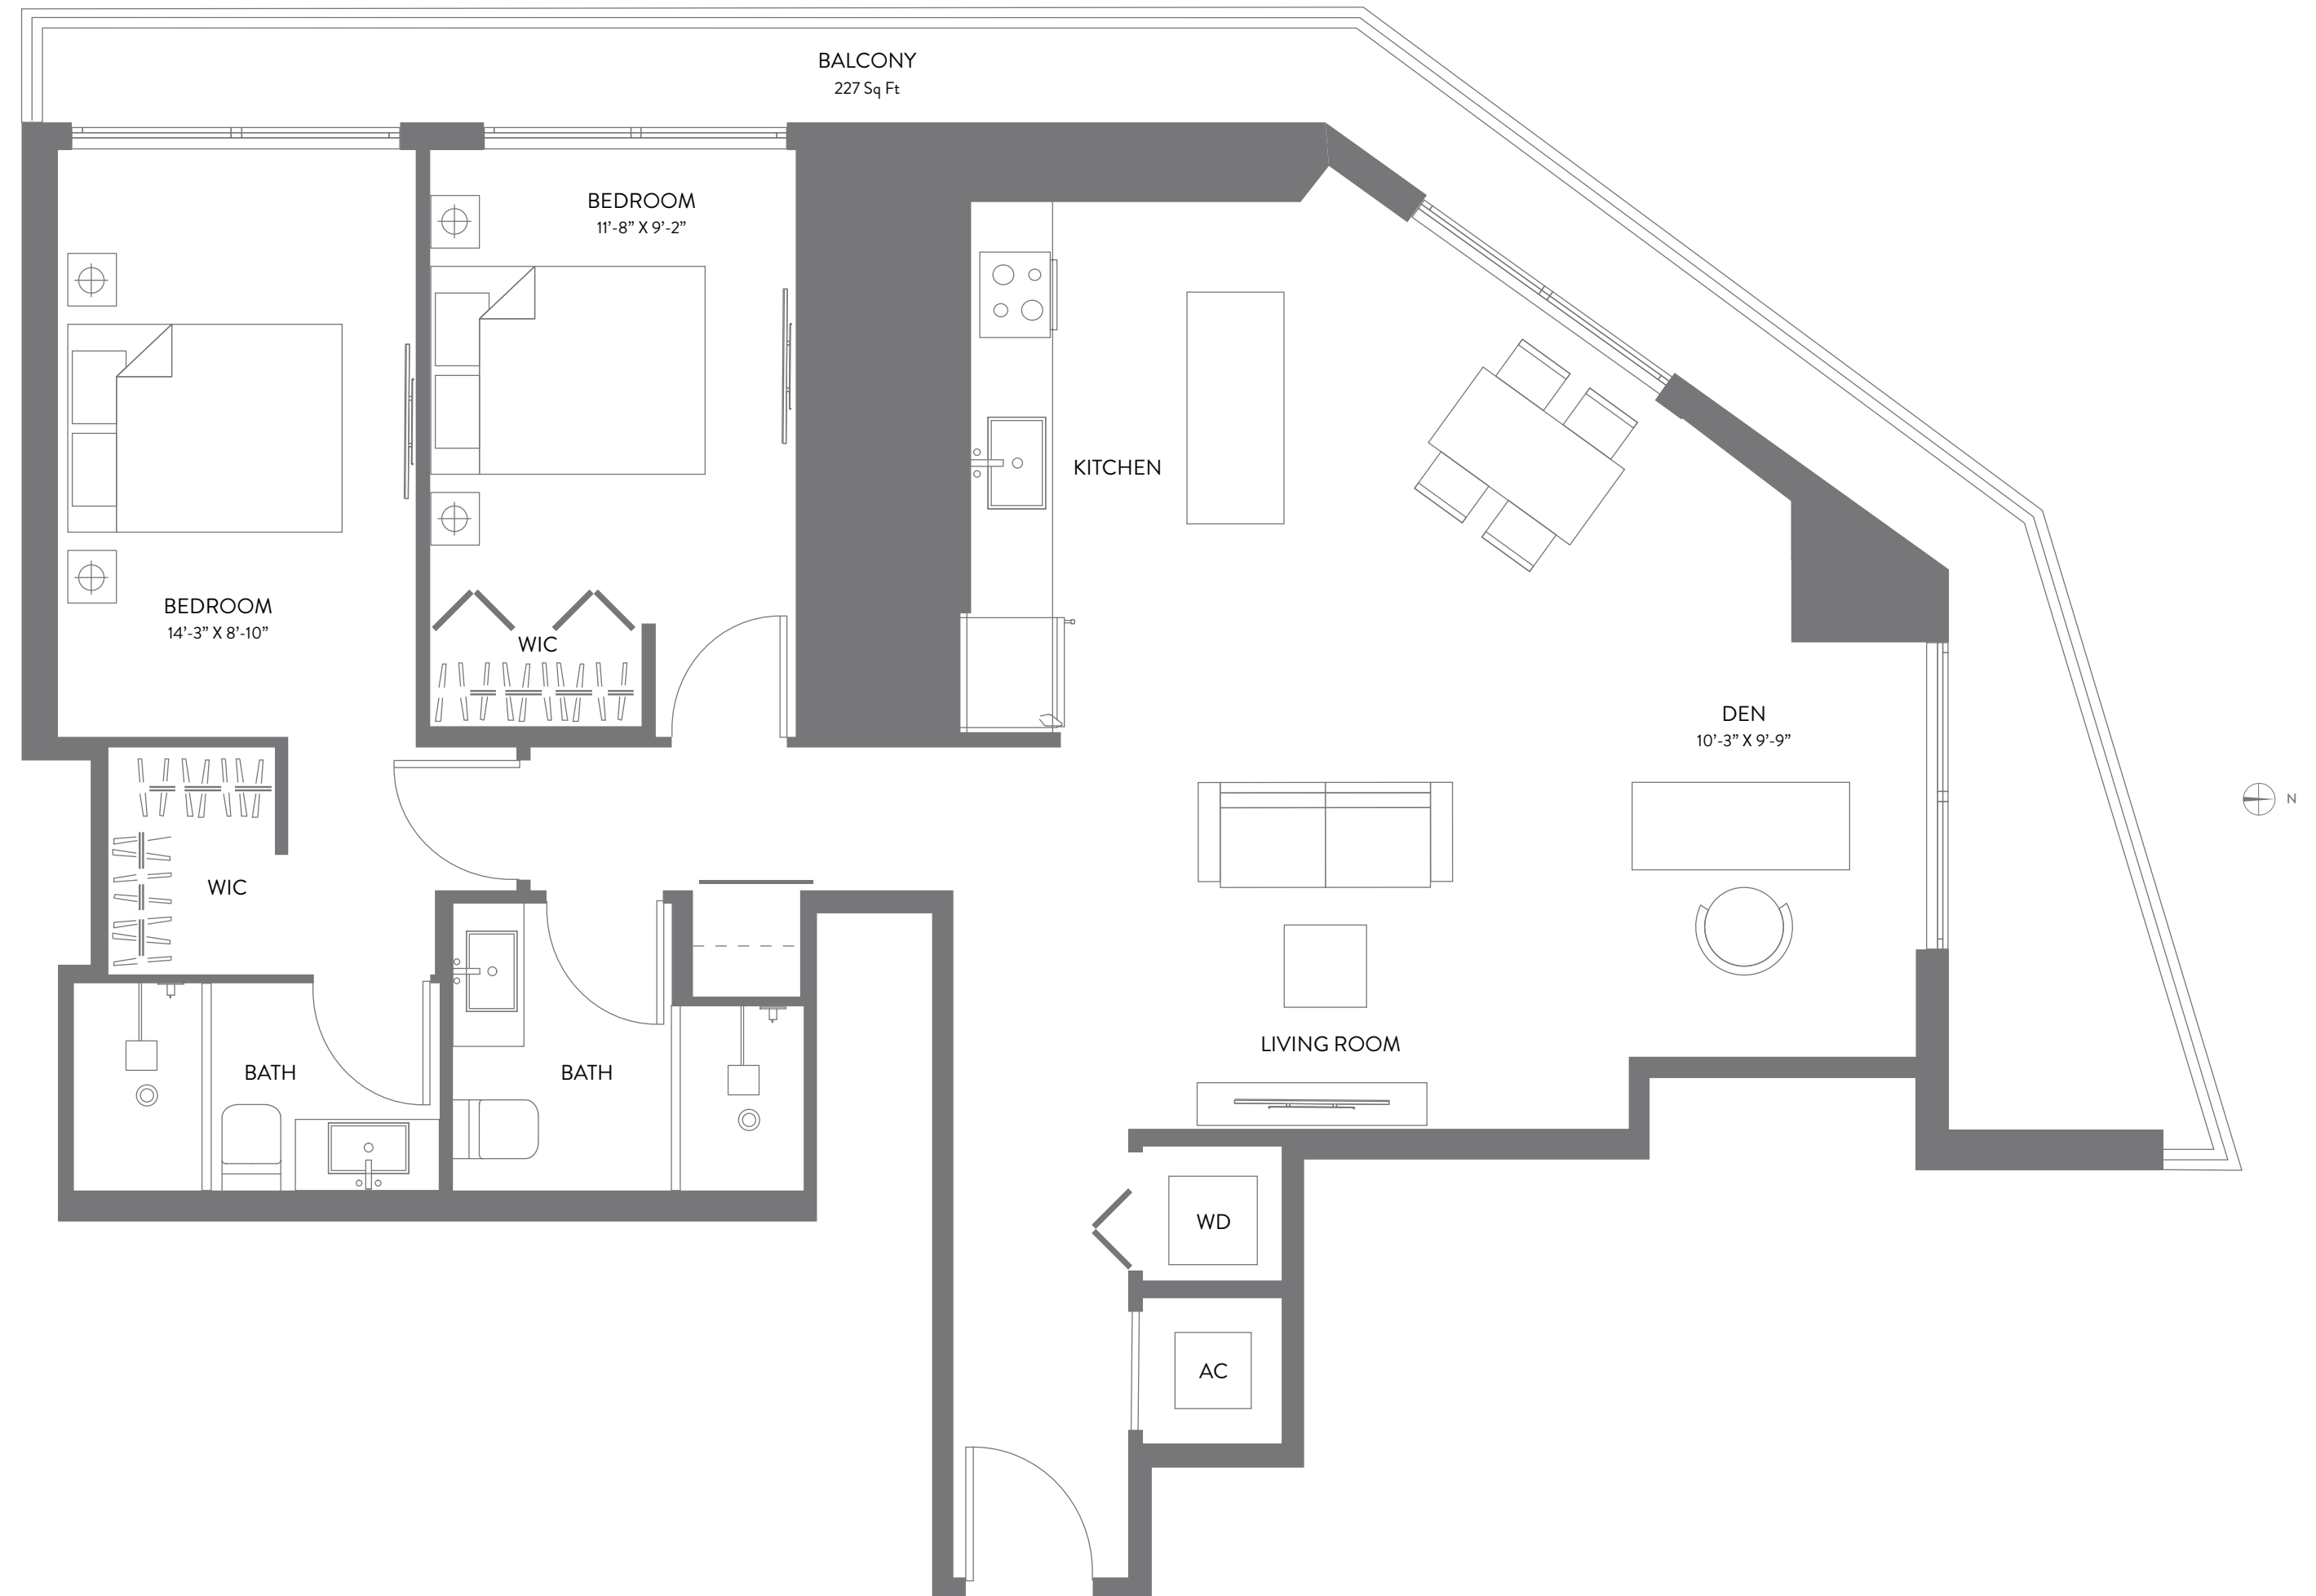 BALCONY
227 Sq Ft
BEDROOM
11’-8” X 9’-2”
KITCHEN
BEDROOM
14’-3” X 8’-10”
WIC
DEN
10’-3” X 9’-9”
N
WIC
LIVING ROOM
BATH
BATH
WD
AC